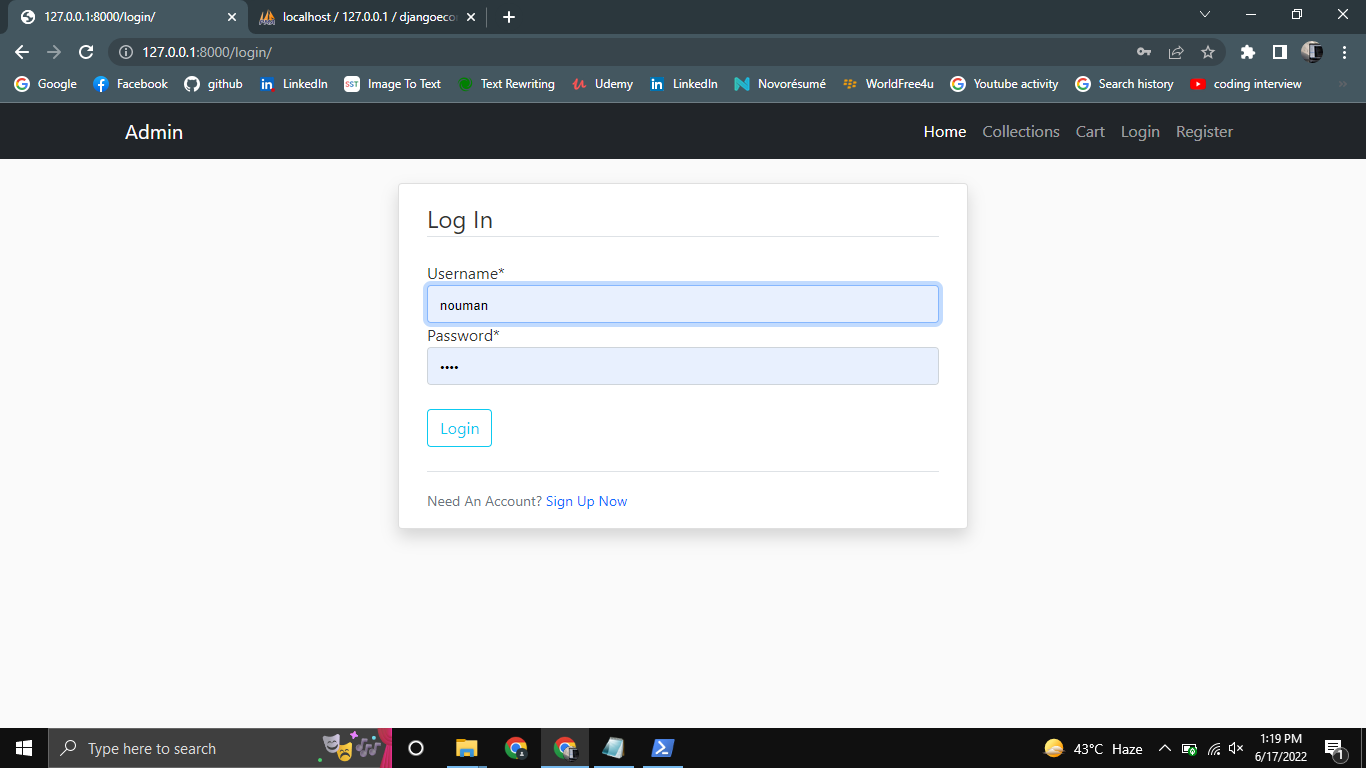 127.0.0.1:8000/login/
localhost / 127.0.0.1 / djangoecor
127.0.0.1:8000/login/
Google Facebook github LinkedIn SST Image To Text Text Rewriting Udemy LinkedIn Novorésumé WorldFree4u Youtube activity Search history coding interview »
Admin Home Collections Cart Login Register
Log In
Username*
nouman
Password*
••••
Login
Need An Account? Sign Up Now
Type here to search
43°C Haze
1:19 PM
6/17/2022
1